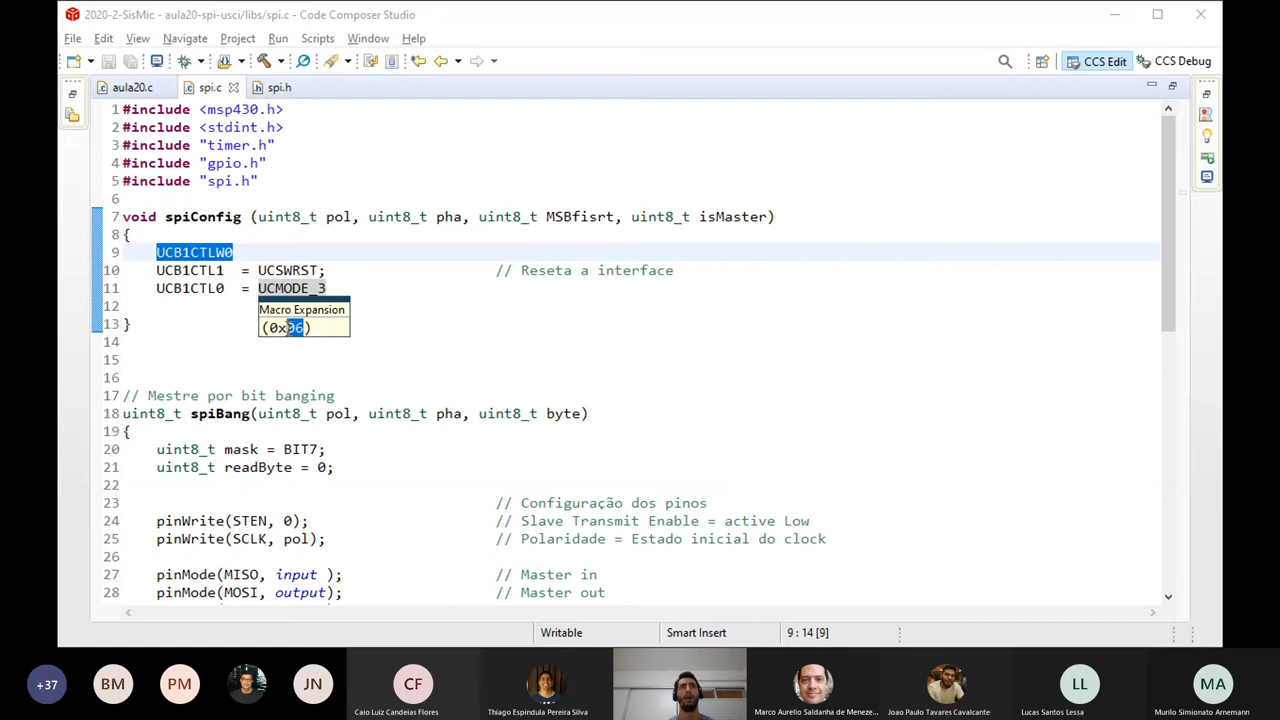 2020-2-SisMic - aula20-spi-usci/libs/spi.c - Code Composer Studio
File Edit View Navigate Project Run Scripts Window Help
CCS Edit CCS Debug
aula20.c spi.c spi.h
1 #include <msp430.h>
2 #include <stdint.h>
3 #include "timer.h"
4 #include "gpio.h"
5 #include "spi.h"
6
7 void spiConfig (uint8_t pol, uint8_t pha, uint8_t MSBfisrt, uint8_t isMaster)
8 {
9 UCB1CTLW0
10 UCB1CTL1 = UCSWRST; // Reseta a interface
11 UCB1CTL0 = UCMODE_3
12
Macro Expansion
(0x06)
13 }
14
15
16
17 // Mestre por bit banging
18 uint8_t spiBang(uint8_t pol, uint8_t pha, uint8_t byte)
19 {
20 uint8_t mask = BIT7;
21 uint8_t readByte = 0;
22
23 // Configuração dos pinos
24 pinWrite(STEN, 0); // Slave Transmit Enable = active Low
25 pinWrite(SCLK, pol); // Polaridade = Estado inicial do clock
26
27 pinMode(MISO, input ); // Master in
28 pinMode(MOSI, output); // Master out
Writable Smart Insert 9 : 14 [9]
+37 BM PM JN CF LL MA
Caio Luiz Candeias Flores Thiago Espindula Pereira Silva Marco Aurelio Saldanha de Meneze... Joao Paulo Tavares Cavalcante Lucas Santos Lessa Murilo Simionato Arnemann